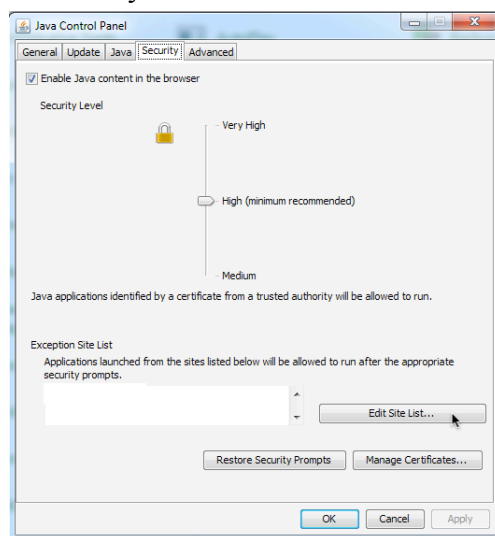 Java Control Panel
General Update Java Security Advanced
Enable Java content in the browser
Security Level
Very High
High (minimum recommended)
Medium
Java applications identified by a certificate from a trusted authority will be allowed to run.
Exception Site List
Applications launched from the sites listed below will be allowed to run after the appropriate
security prompts.
Edit Site List...
Restore Security Prompts Manage Certificates...
OK Cancel Apply